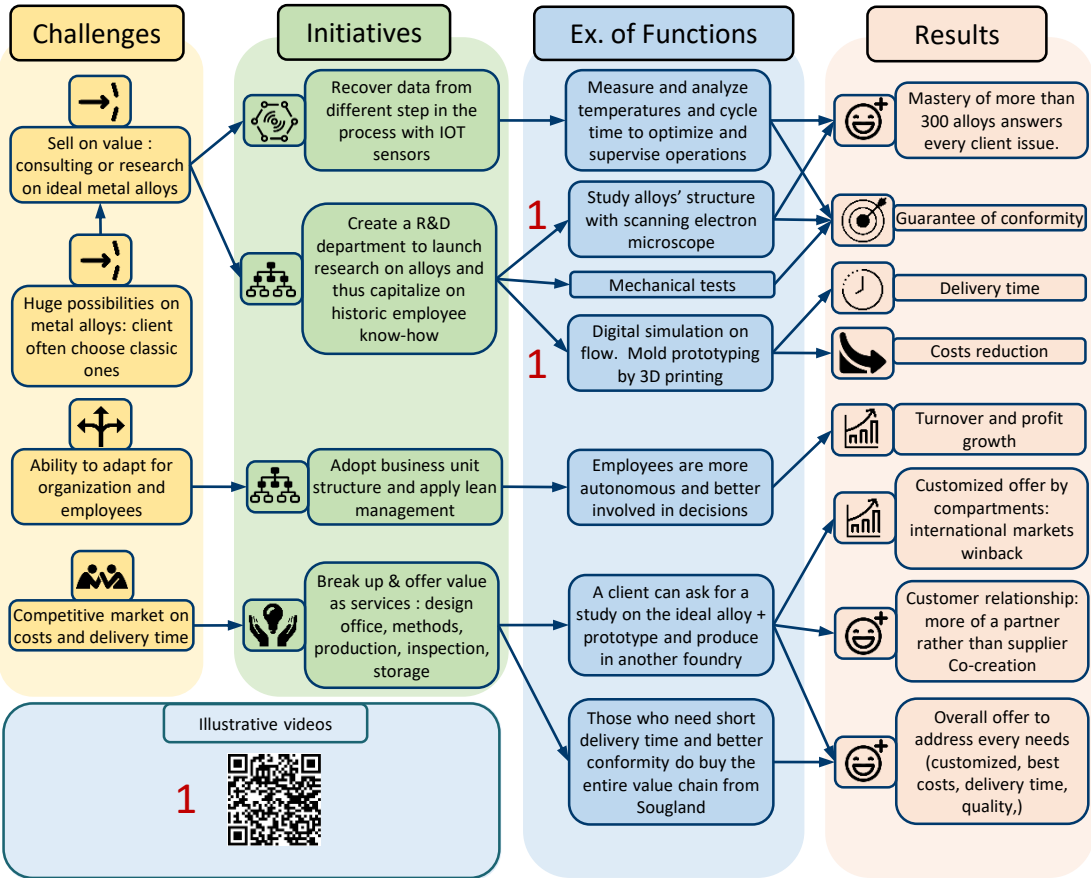 Challenges
Sell on value :
consulting or research
on ideal metal alloys
Huge possibilities on
metal alloys: client
often choose classic
ones
Ability to adapt for
organization and
employees
Competitive market on
costs and delivery time
Initiatives
Recover data from
different step in the
process with IOT
sensors
Create a R&D
department to launch
research on alloys and
thus capitalize on
historic employee
know-how
Adopt business unit
structure and apply lean
management
Break up & offer value
as services : design
office, methods,
production, inspection,
storage
Ex. of Functions
Measure and analyze
temperatures and cycle
time to optimize and
supervise operations
1
Study alloys’ structure
with scanning electron
microscope
Mechanical tests
1
Digital simulation on
flow.  Mold prototyping
by 3D printing
Employees are more
autonomous and better
involved in decisions
A client can ask for a
study on the ideal alloy +
prototype and produce
in another foundry
Those who need short
delivery time and better
conformity do buy the
entire value chain from
Sougland
Results
Mastery of more than
300 alloys answers
every client issue.
Guarantee of conformity
Delivery time
Costs reduction
Turnover and profit
growth
Customized offer by
compartments:
international markets
winback
Customer relationship:
more of a partner
rather than supplier
Co-creation
Overall offer to
address every needs
(customized, best
costs, delivery time,
quality,)
Illustrative videos
1